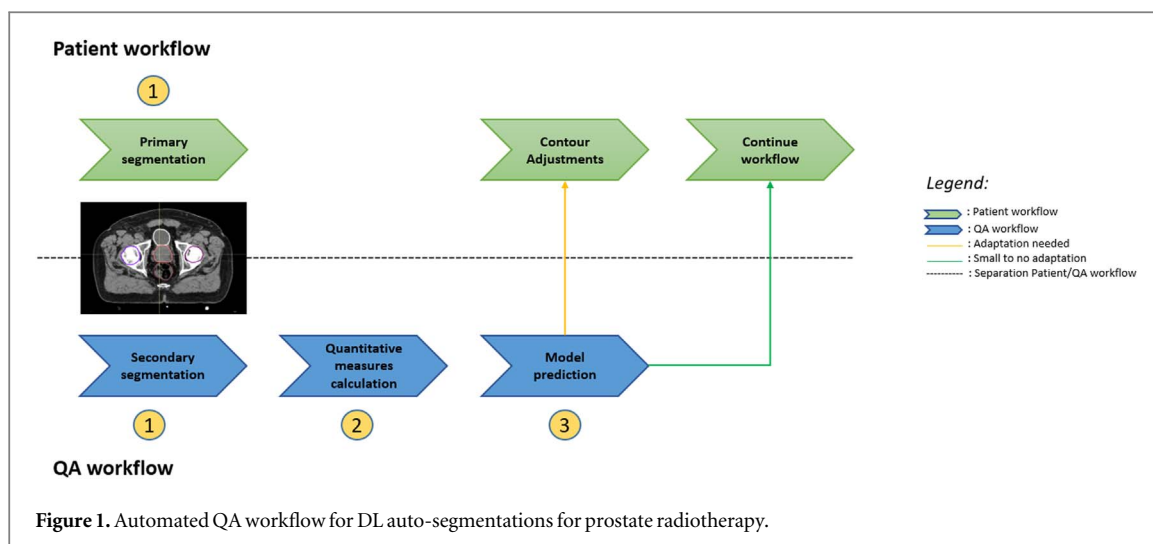 Patient workflow
1
Primary
segmentation
Contour
Adjustments
Continue
workflow
Legend:
: Patient workflow
: QA workflow
: Adaptation needed
: Small to no adaptation
: Separation Patient/QA workflow
Secondary
segmentation
Quantitative
measures
calculation
Model
prediction
1
2
3
QA workflow
Figure 1. Automated QA workflow for DL auto-segmentations for prostate radiotherapy.